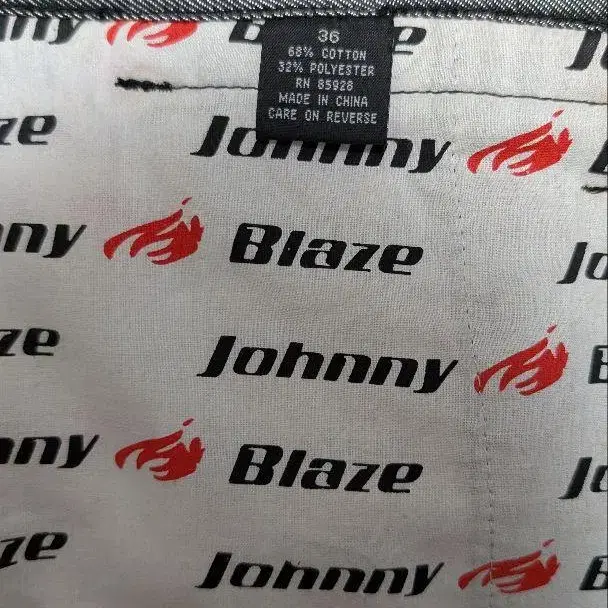 36
68% COTTON
32% POLYESTER
RN 85928
MADE IN CHINA
CARE ON REVERSE
Johnny
Blaze
Johnny
Blaze
Johnny